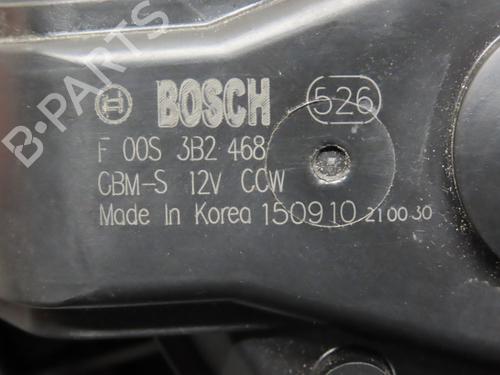 B-PARTS
BOSCH 526
F 00S 3B2 468
CBM-S 12V CCW
Made In Korea 150910 210030